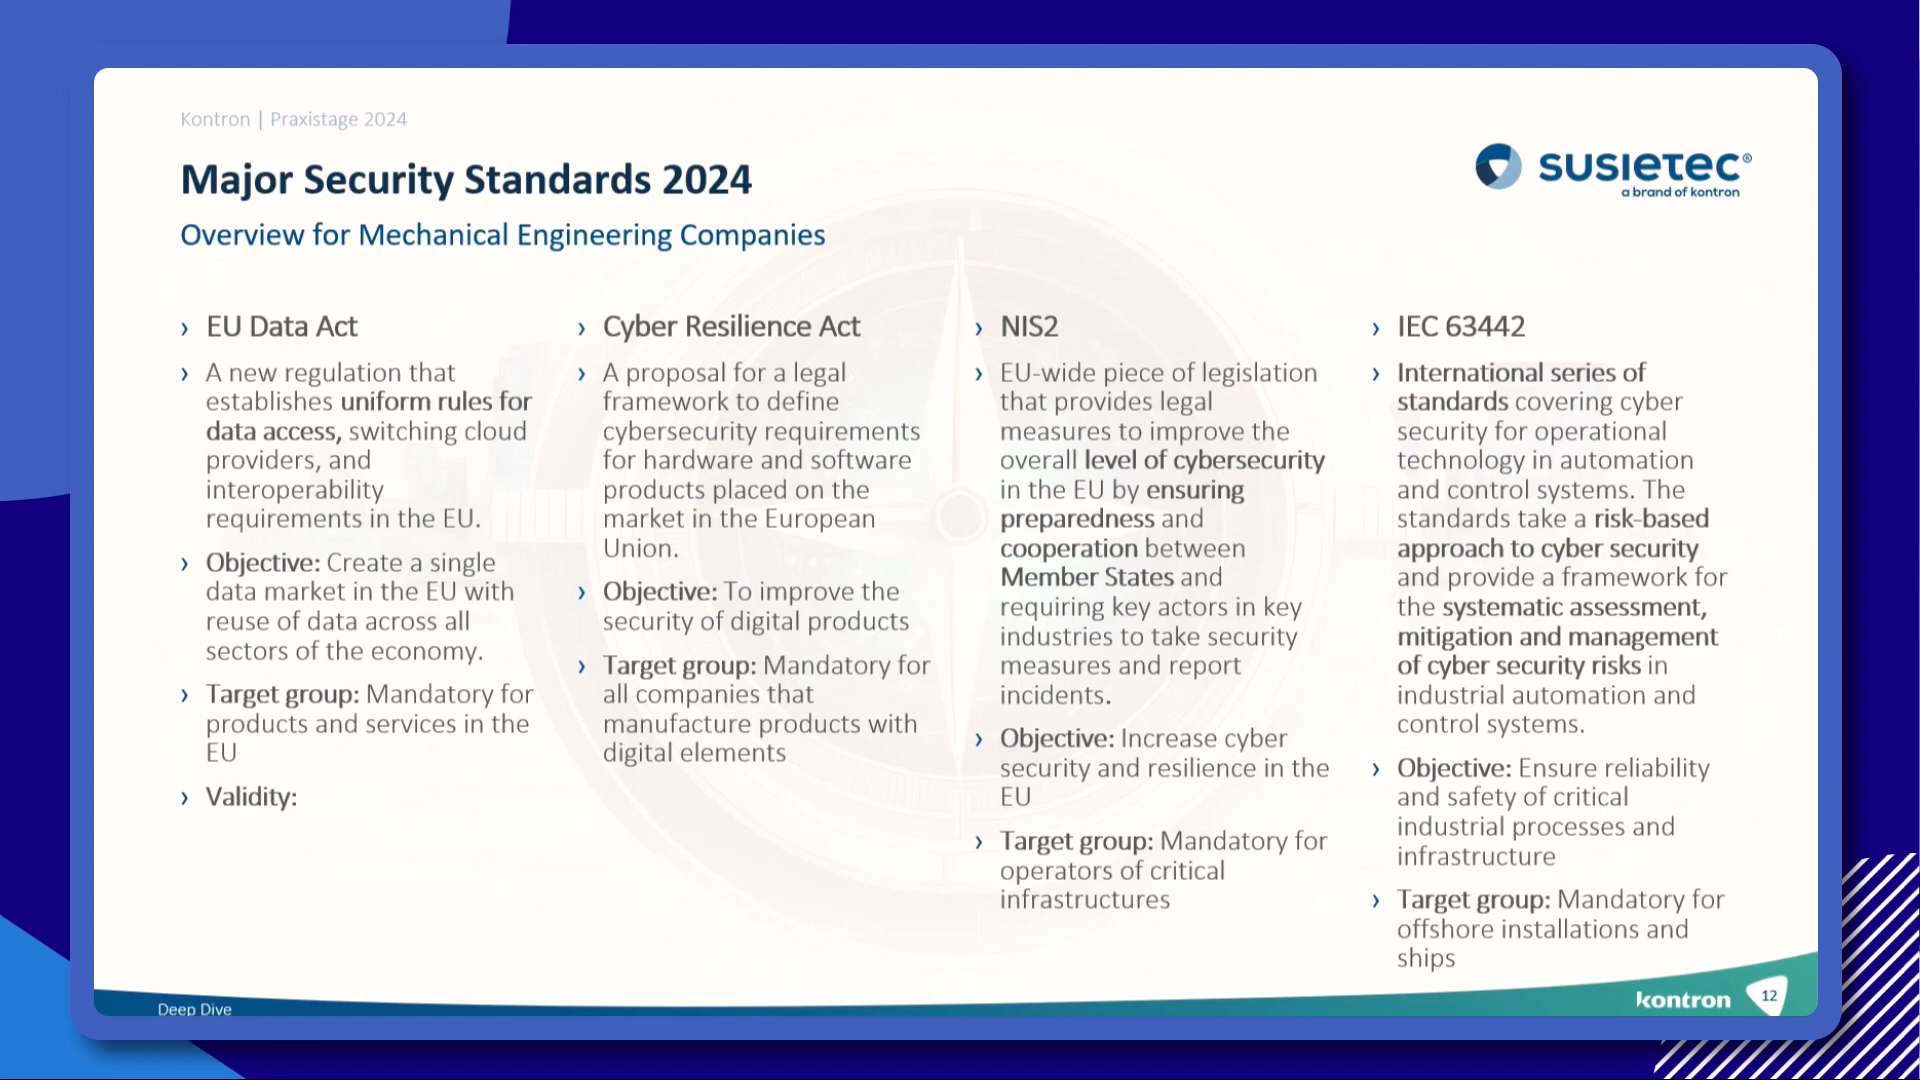 Kontron | Praxistage 2024
Major Security Standards 2024
Overview for Mechanical Engineering Companies
SUSIETEC®
a brand of kontron
› EU Data Act
› A new regulation that
establishes uniform rules for
data access, switching cloud
providers, and
interoperability
requirements in the EU.
› Objective: Create a single
data market in the EU with
reuse of data across all
sectors of the economy.
› Target group: Mandatory for
products and services in the
EU
› Validity:
› Cyber Resilience Act
› A proposal for a legal
framework to define
cybersecurity requirements
for hardware and software
products placed on the
market in the European
Union.
› Objective: To improve the
security of digital products
› Target group: Mandatory for
all companies that
manufacture products with
digital elements
› NIS2
› EU-wide piece of legislation
that provides legal
measures to improve the
overall level of cybersecurity
in the EU by ensuring
preparedness and
cooperation between
Member States and
requiring key actors in key
industries to take security
measures and report
incidents.
› Objective: Increase cyber
security and resilience in the
EU
› Target group: Mandatory for
operators of critical
infrastructures
› IEC 63442
› International series of
standards covering cyber
security for operational
technology in automation
and control systems. The
standards take a risk-based
approach to cyber security
and provide a framework for
the systematic assessment,
mitigation and management
of cyber security risks in
industrial automation and
control systems.
› Objective: Ensure reliability
and safety of critical
industrial processes and
infrastructure
› Target group: Mandatory for
offshore installations and
ships
Deep Dive
kontron
12